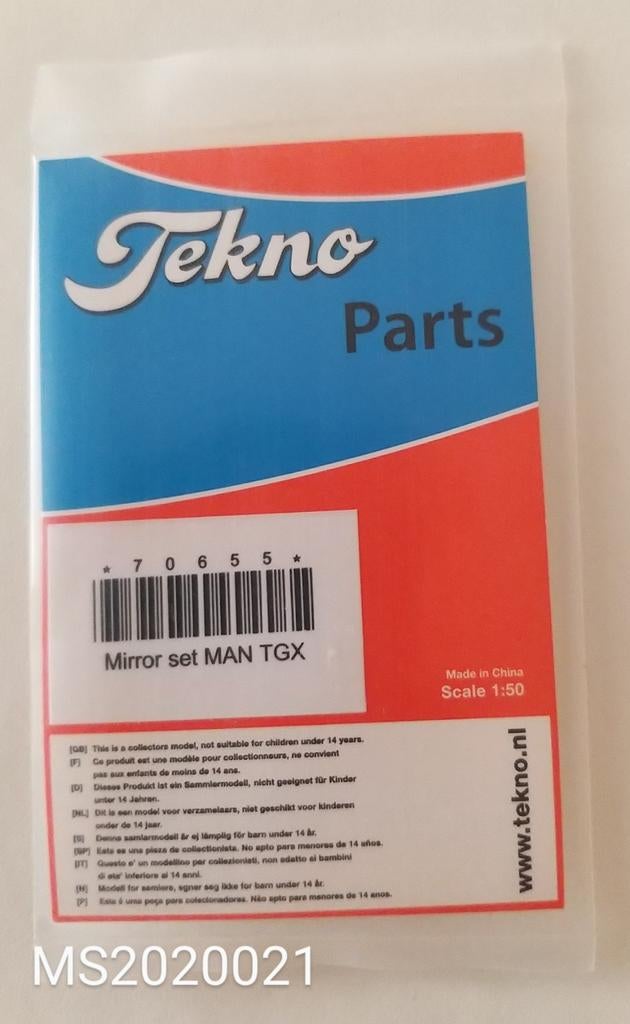 Tekno
Parts
*70655*
Mirror set MAN TGX
Made in China
Scale 1:50
[GB] This is a collectors model, not suitable for children under 14 years.
[F] Ce produit est une modèle pour collectionneurs, ne convient
pas aux enfants de moins de 14 ans.
[D] Dieses Produkt ist ein Sammlermodell, nicht geeignet für Kinder
unter 14 Jahren.
[NL] Dit is een model voor verzamelaars, niet geschikt voor kinderen
onder de 14 jaar.
[S] Denna samlarmodell är ej lämplig för barn under 14 år.
[SP] Esta es una pieza de collectionista. No apto para menores de 14 años.
[IT] Questo e' un modellino per collezionisti, non adatto ai bambini
di eta' inferiore ai 14 anni.
[N] Modell for samlere, egner seg ikke for barn under 14 år.
[P] Esta é uma peça para colecionadores. Não apto para menores de 14 anos.
www.tekno.nl
MS2020021